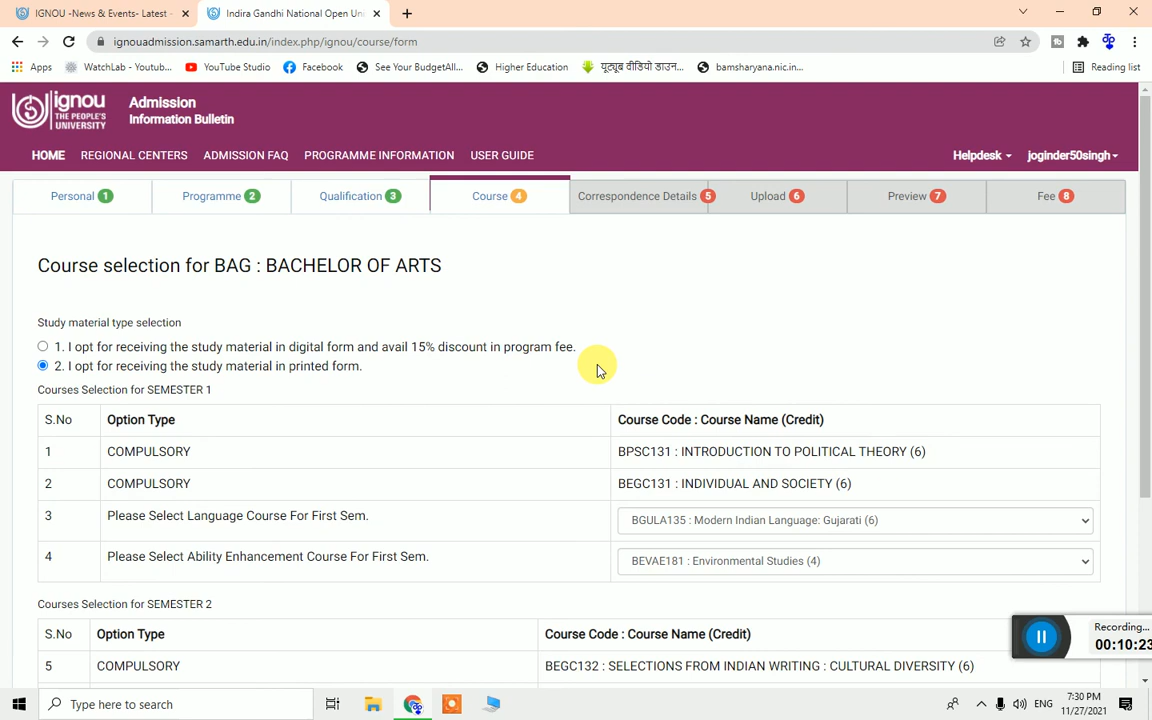 IGNOU -News & Events- Latest -
Indira Gandhi National Open Un
ignouadmission.samarth.edu.in/index.php/ignou/course/form
Apps
WatchLab - Youtub...
YouTube Studio
Facebook
See Your BudgetAll...
Higher Education
यूट्यूब वीडियो डाउन...
bamsharyana.nic.in...
Reading list
ignou
THE PEOPLE'S
UNIVERSITY
Admission
Information Bulletin
HOME
REGIONAL CENTERS
ADMISSION FAQ
PROGRAMME INFORMATION
USER GUIDE
Helpdesk
joginder50singh
Personal 1
Programme 2
Qualification 3
Course 4
Correspondence Details 5
Upload 6
Preview 7
Fee 8
Course selection for BAG : BACHELOR OF ARTS
Study material type selection
1. I opt for receiving the study material in digital form and avail 15% discount in program fee.
2. I opt for receiving the study material in printed form.
Courses Selection for SEMESTER 1
S.No Option Type Course Code : Course Name (Credit)
1 COMPULSORY BPSC131 : INTRODUCTION TO POLITICAL THEORY (6)
2 COMPULSORY BEGC131 : INDIVIDUAL AND SOCIETY (6)
3 Please Select Language Course For First Sem. BGULA135 : Modern Indian Language: Gujarati (6)
4 Please Select Ability Enhancement Course For First Sem. BEVAE181 : Environmental Studies (4)
Courses Selection for SEMESTER 2
S.No Option Type Course Code : Course Name (Credit)
5 COMPULSORY BEGC132 : SELECTIONS FROM INDIAN WRITING : CULTURAL DIVERSITY (6)
Recording...
00:10:23
Type here to search
ENG
7:30 PM
11/27/2021